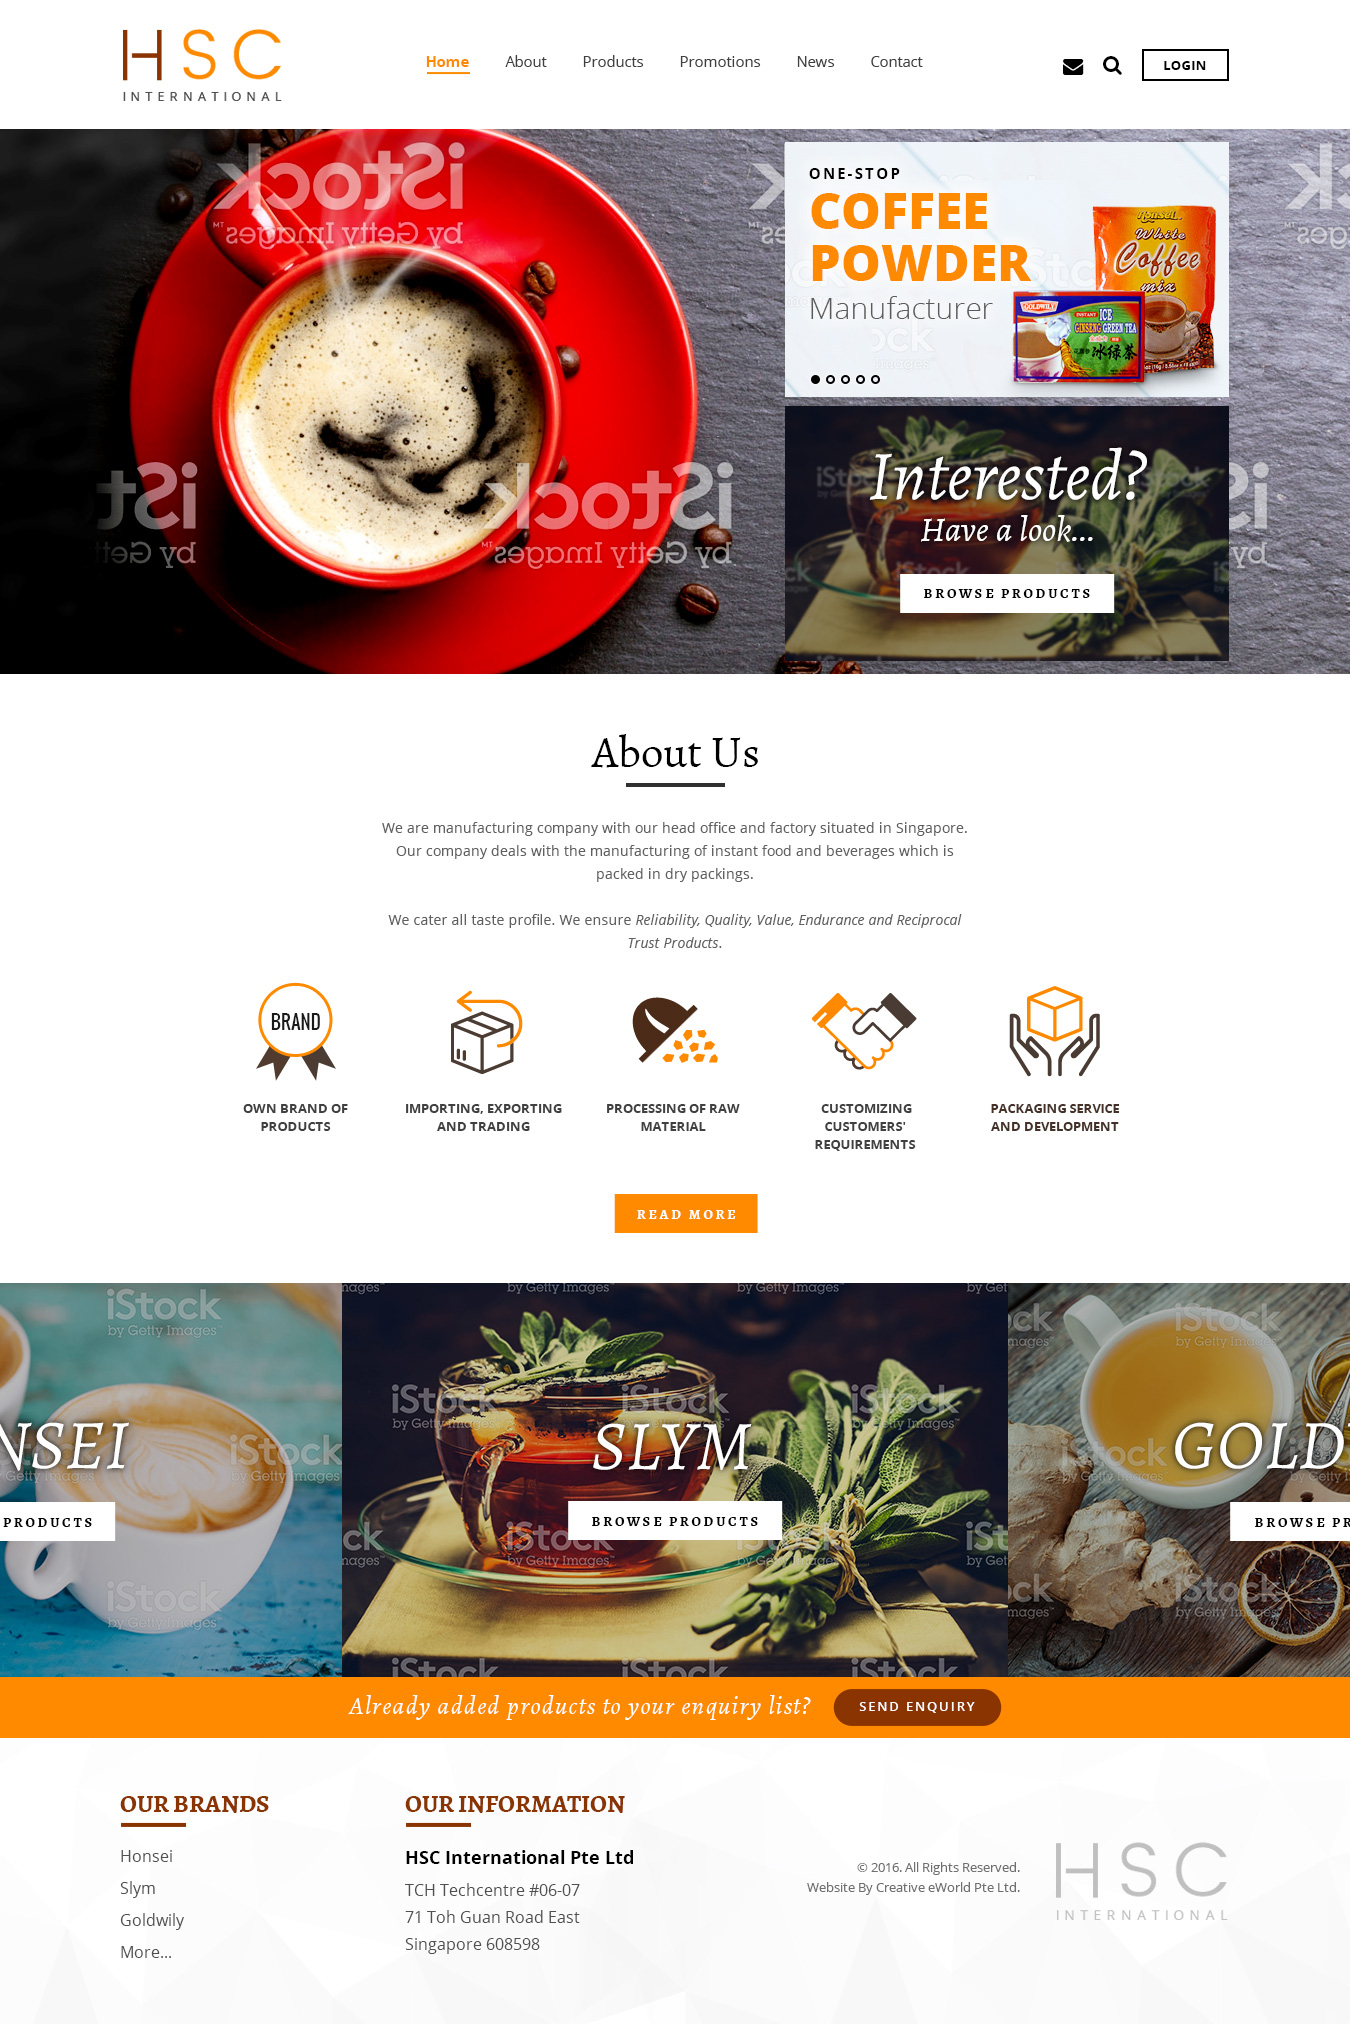 HSC
INTERNATIONAL
Home About Products Promotions News Contact
LOGIN
iStock
by Getty Images™
ONE-STOP
COFFEE
POWDER
Manufacturer
Honsei
White
Coffee
mix
GOLDWILY
INSTANT
ICE
GINSENG GREEN TEA
冰绿茶
iStock
by Getty Images
Interested?
Have a look...
BROWSE PRODUCTS
About Us
We are manufacturing company with our head office and factory situated in Singapore.
Our company deals with the manufacturing of instant food and beverages which is
packed in dry packings.
We cater all taste profile. We ensure Reliability, Quality, Value, Endurance and Reciprocal
Trust Products.
BRAND
OWN BRAND OF
PRODUCTS
IMPORTING, EXPORTING
AND TRADING
PROCESSING OF RAW
MATERIAL
CUSTOMIZING
CUSTOMERS'
REQUIREMENTS
PACKAGING SERVICE
AND DEVELOPMENT
READ MORE
iStock
by Getty Images™
NSEI
PRODUCTS
SLYM
BROWSE PRODUCTS
GOLD
BROWSE PR
Already added products to your enquiry list?
SEND ENQUIRY
OUR BRANDS
Honsei
Slym
Goldwily
More...
OUR INFORMATION
HSC International Pte Ltd
TCH Techcentre #06-07
71 Toh Guan Road East
Singapore 608598
© 2016. All Rights Reserved.
Website By Creative eWorld Pte Ltd.
HSC
INTERNATIONAL